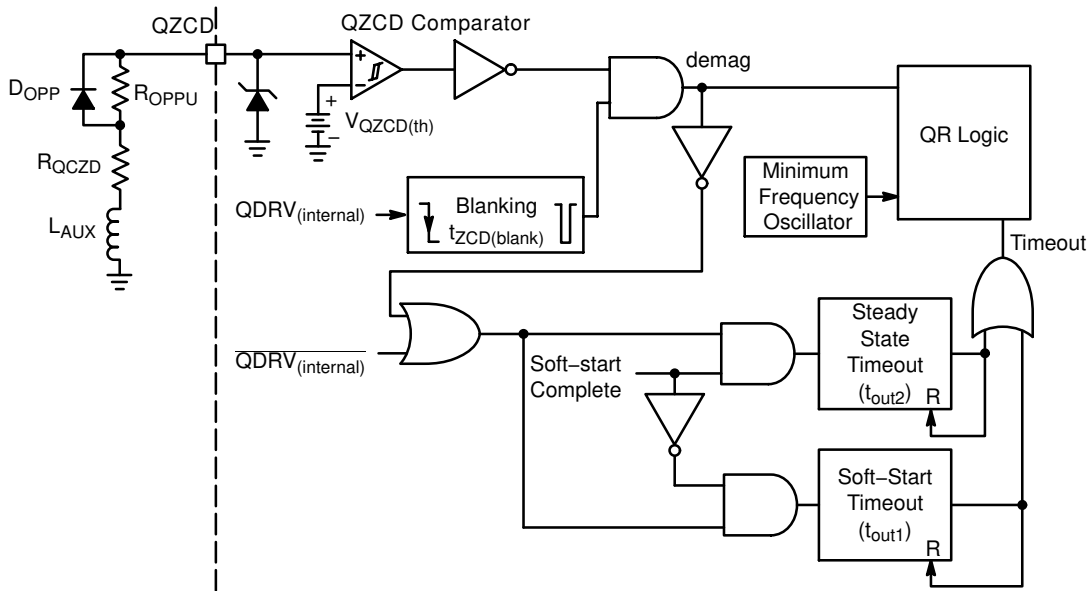 QZCD
QZCD Comparator
DOPP
ROPPU
+
−
+
−
VQZCD(th)
demag
QR Logic
RQCZD
LAUX
QDRV(internal)
Blanking
tZCD(blank)
Minimum
Frequency
Oscillator
Timeout
QDRV(internal)
Soft−start
Complete
Steady
State
Timeout
(tout2)
R
Soft−Start
Timeout
(tout1)
R